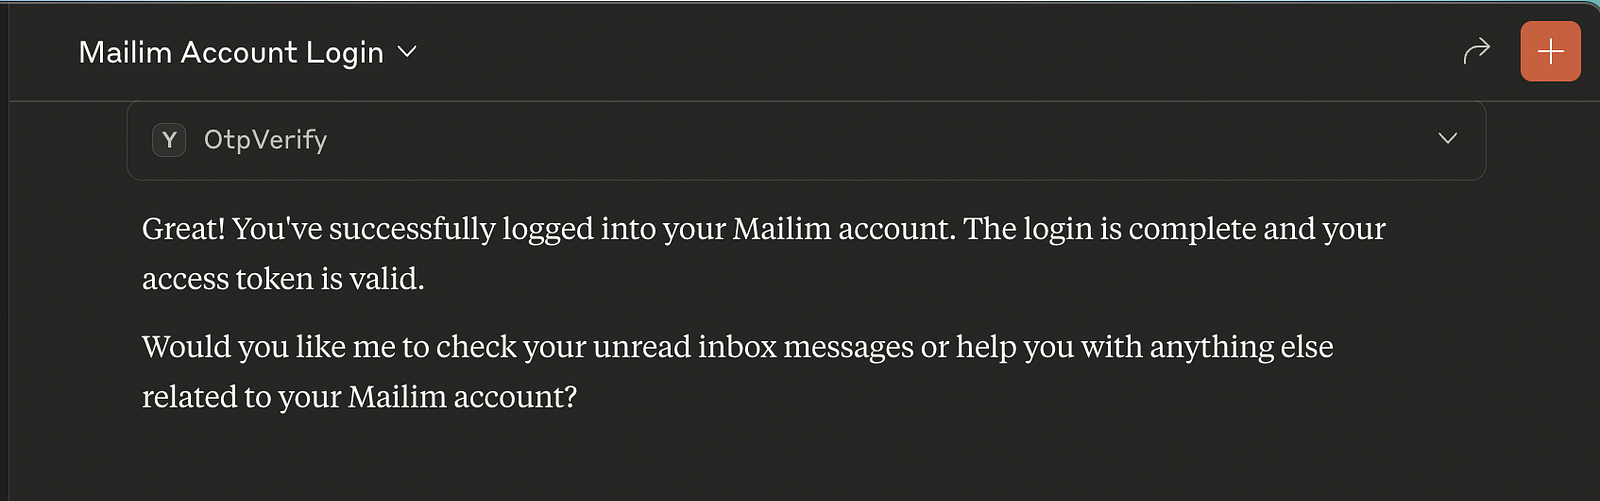 Mailim Account Login
Y OtpVerify
Great! You've successfully logged into your Mailim account. The login is complete and your
access token is valid.
Would you like me to check your unread inbox messages or help you with anything else
related to your Mailim account?